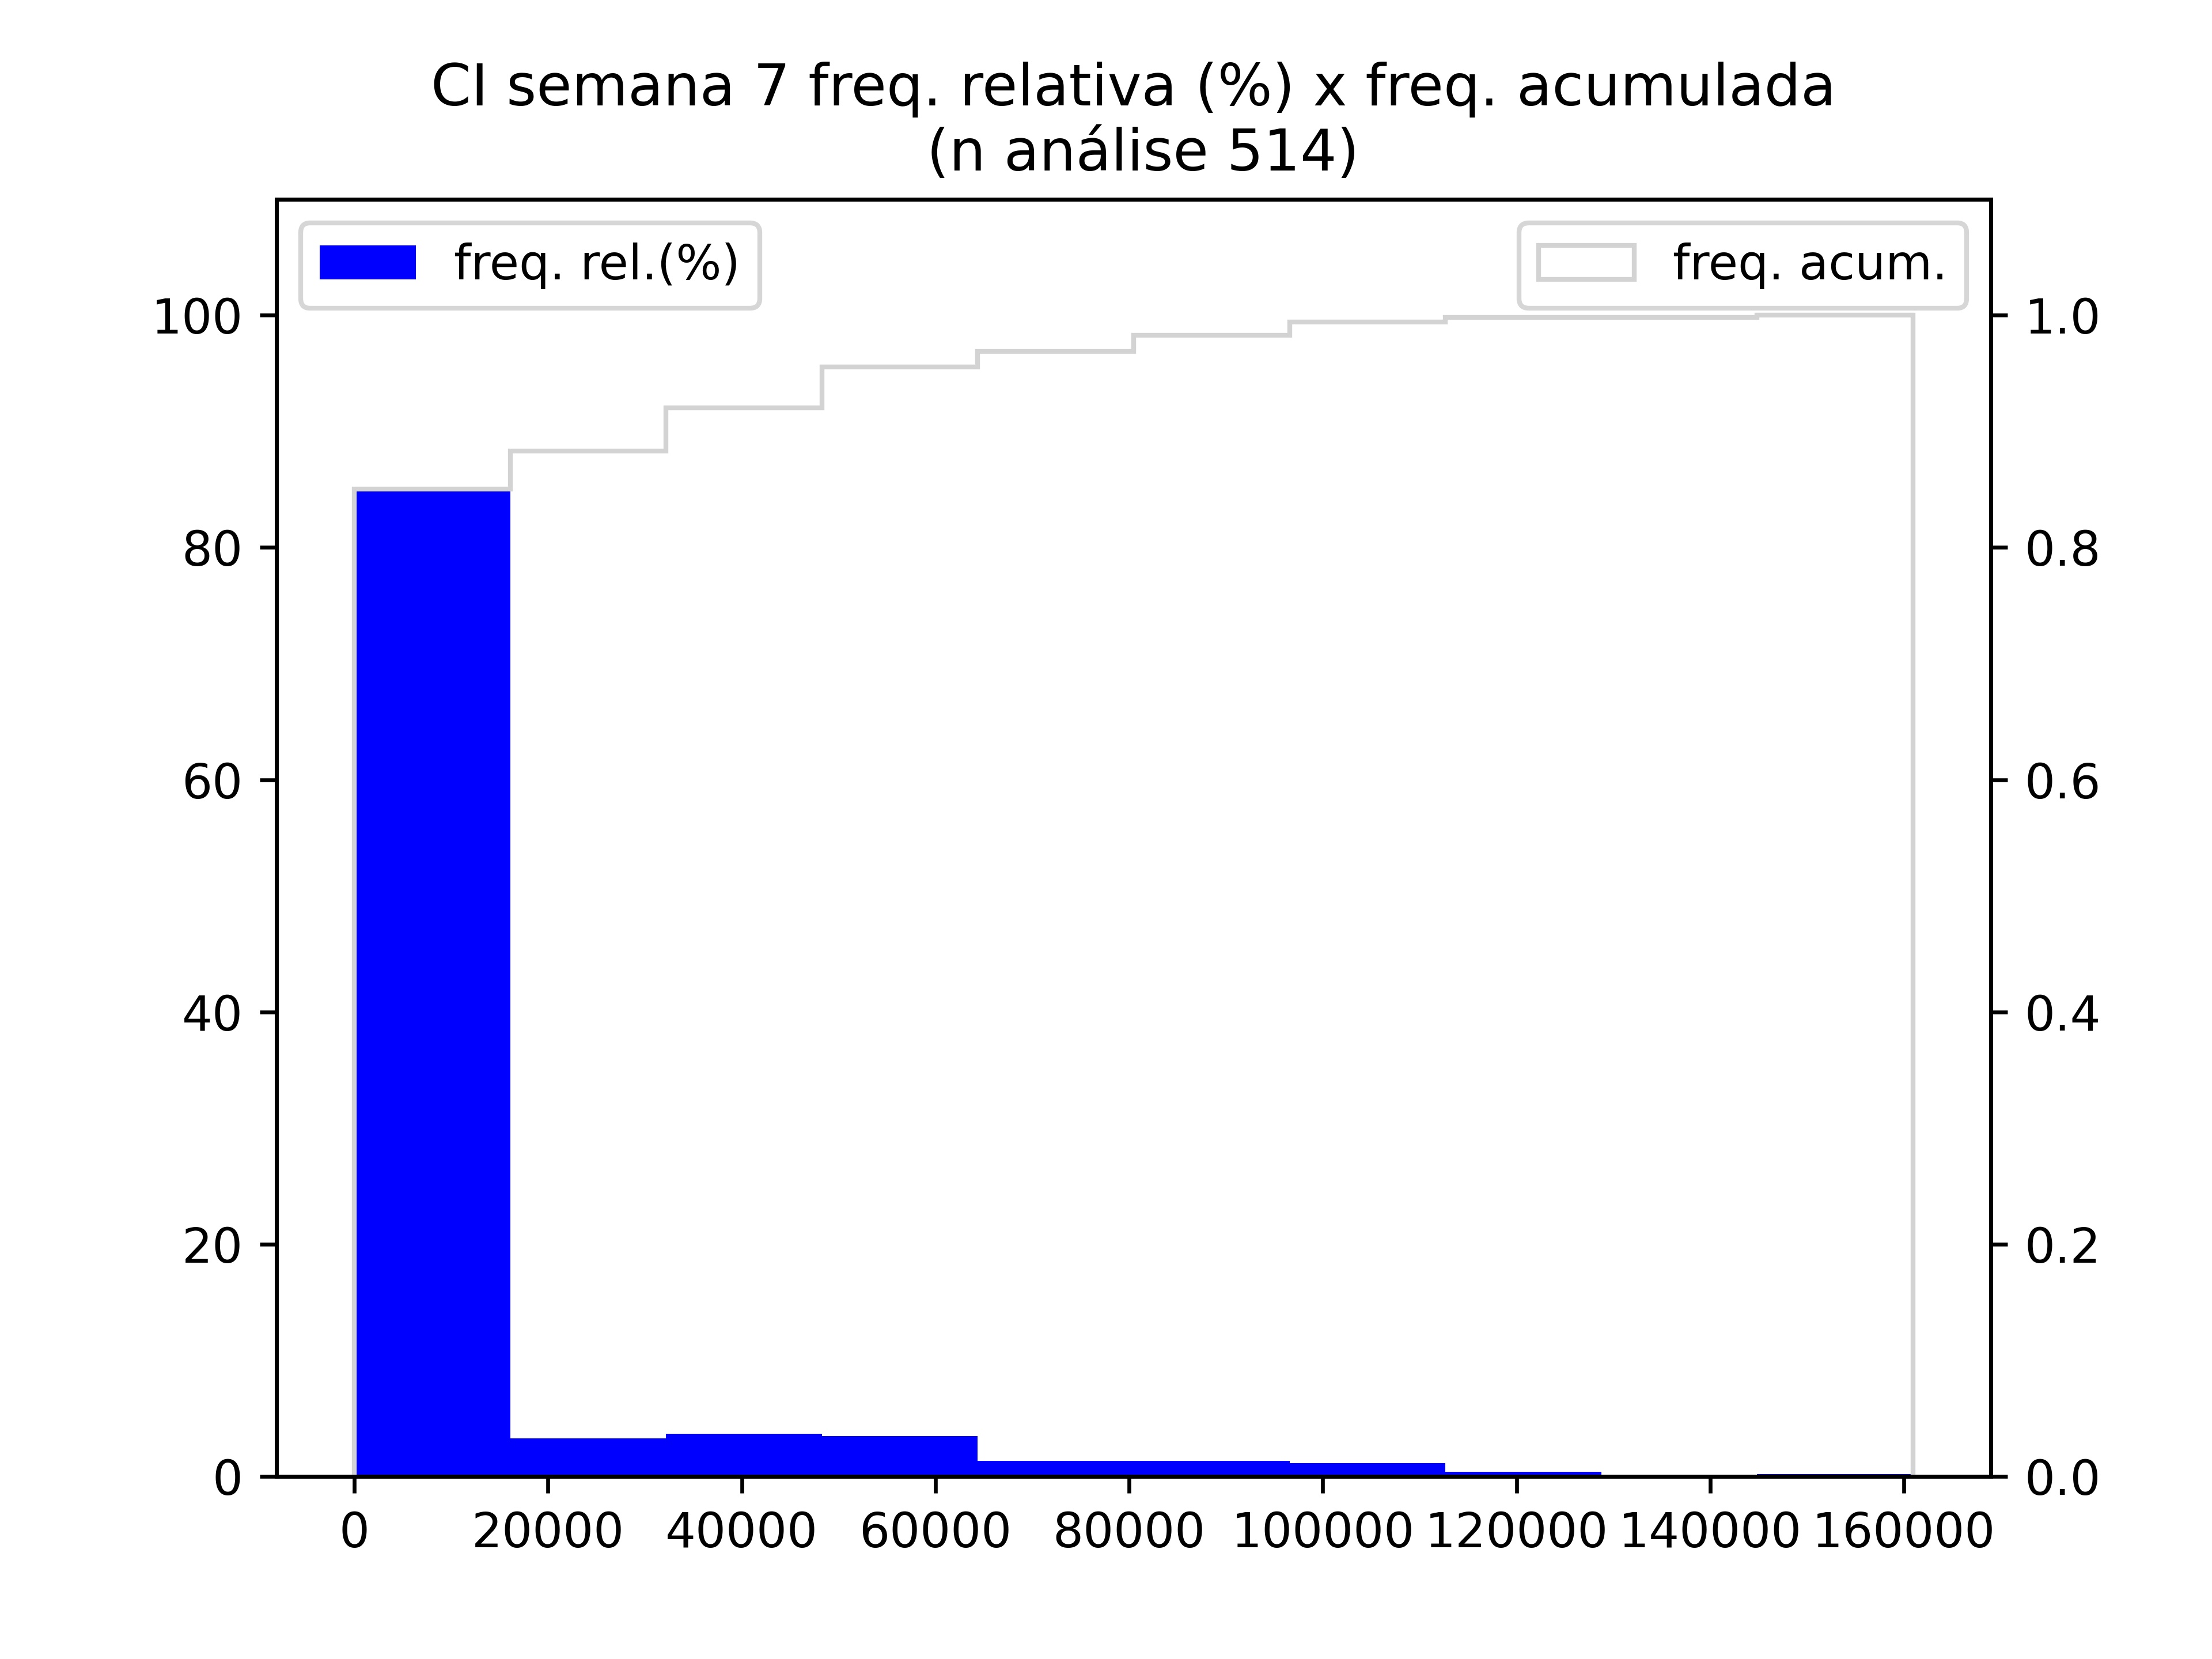 CI semana 7 freq. relativa (%) x freq. acumulada
(n análise 514)
freq. rel.(%)
freq. acum.
100
80
60
40
20
0
1.0
0.8
0.6
0.4
0.2
0.0
0 20000 40000 60000 80000 100000 120000 140000 160000